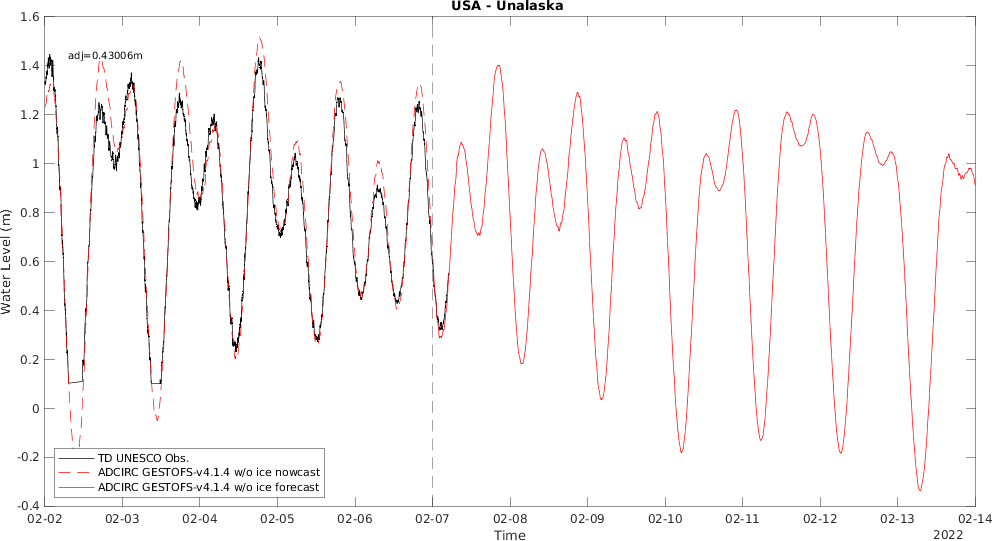 USA - Unalaska
adj=0.43006m
1.6
1.4
1.2
1
0.8
0.6
0.4
0.2
0
-0.2
-0.4
Water Level (m)
TD UNESCO Obs.
ADCIRC GESTOFS-v4.1.4 w/o ice nowcast
ADCIRC GESTOFS-v4.1.4 w/o ice forecast
02-02 02-03 02-04 02-05 02-06 02-07 02-08 02-09 02-10 02-11 02-12 02-13 02-14
Time
2022